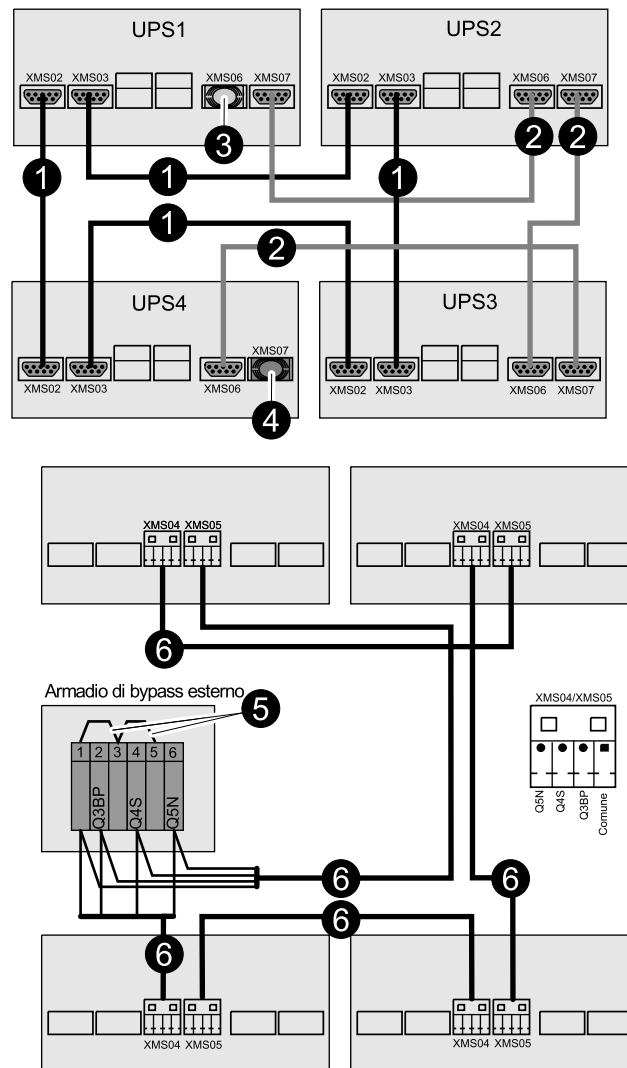 UPS1
UPS2
XMS02 XMS03 XMS06 XMS07
XMS02 XMS03 XMS06 XMS07
3
2 2
1 1 1
1
2
UPS4
UPS3
XMS07
XMS02 XMS03 XMS06
XMS02 XMS03 XMS06 XMS07
4
XMS04 XMS05
XMS04 XMS05
6
Armadio di bypass esterno
5
XMS04/XMS05
1 2 3 4 5 6
Q3BP
Q4S
Q5N
Q5N
Q4S
Q3BP
Comune
6 6
6
6
XMS04 XMS05
XMS04 XMS05